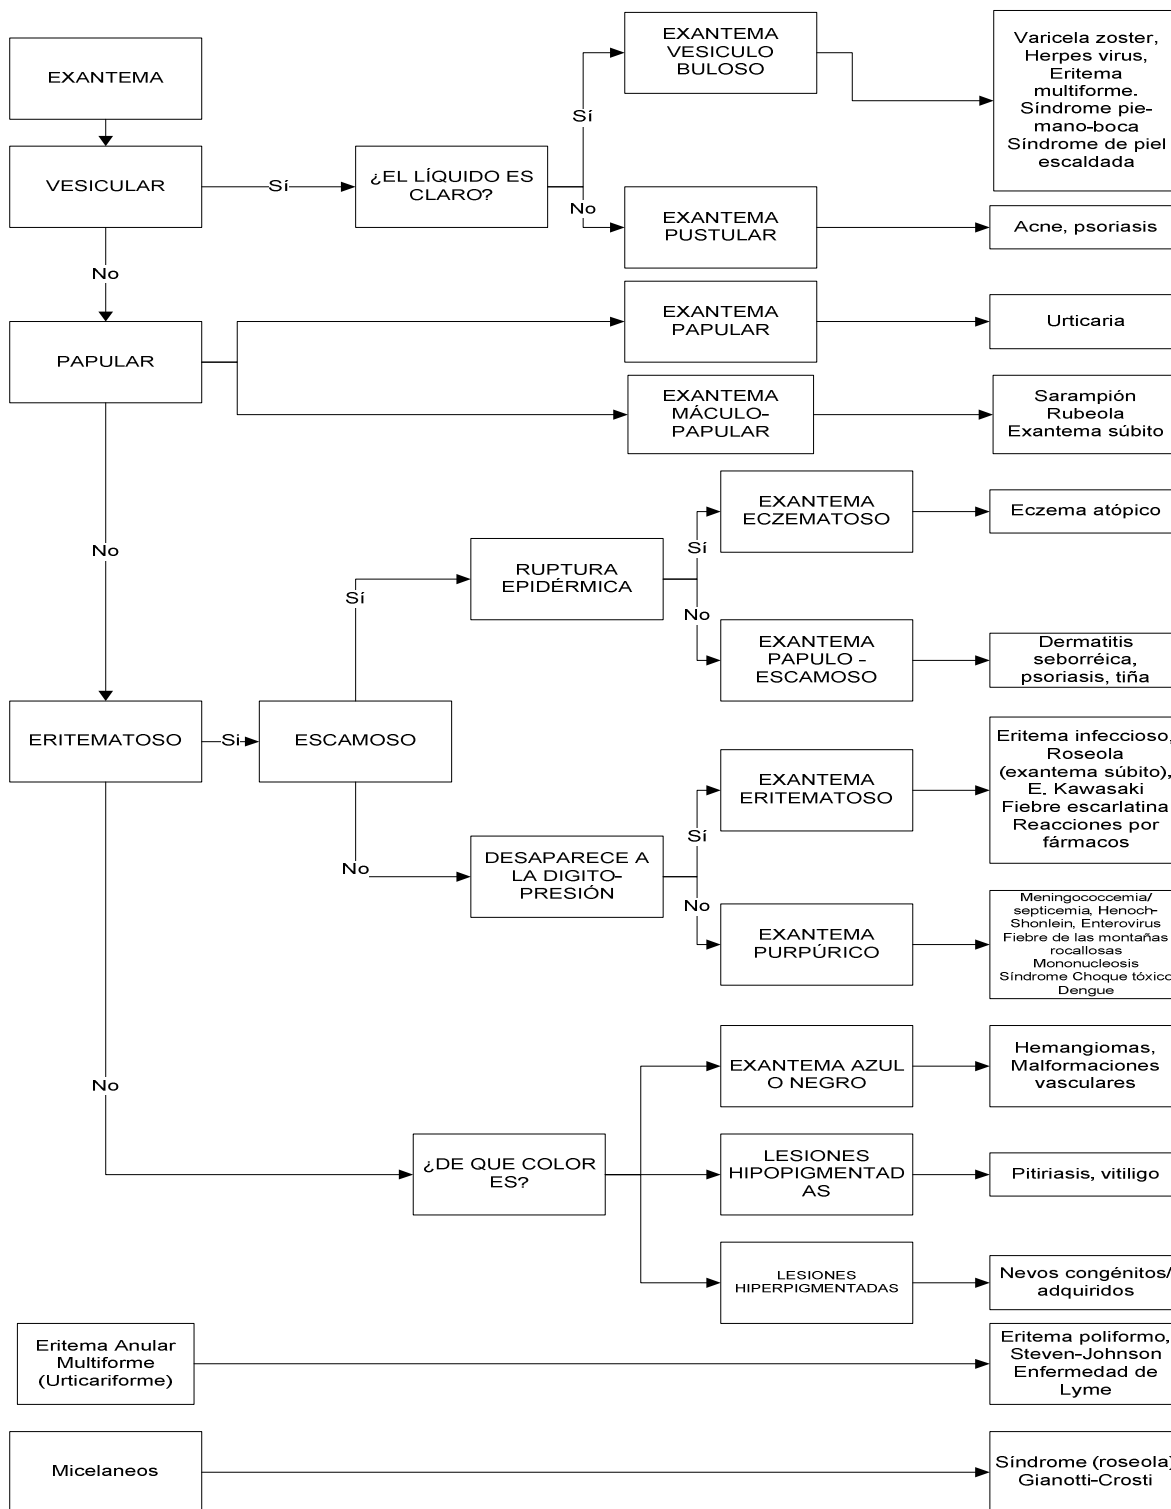 EXANTEMA
VESICULO
BULOSO
Varicela zoster,
Herpes virus,
Eritema
multiforme.
Síndrome pie-
mano-boca
Síndrome de piel
escaldada
EXANTEMA
Sí
VESICULAR
Sí
¿EL LÍQUIDO ES
CLARO?
No
EXANTEMA
PUSTULAR
Acne, psoriasis
No
PAPULAR
EXANTEMA
PAPULAR
Urticaria
EXANTEMA
MÁCULO-
PAPULAR
Sarampión
Rubeola
Exantema súbito
No
EXANTEMA
ECZEMATOSO
Eczema atópico
Sí
RUPTURA
EPIDÉRMICA
Sí
No
EXANTEMA
PAPULO -
ESCAMOSO
Dermatitis
seborréica,
psoriasis, tiña
ERITEMATOSO
Si
ESCAMOSO
EXANTEMA
ERITEMATOSO
Eritema infeccioso,
Roseola
(exantema súbito),
E. Kawasaki
Fiebre escarlatina
Reacciones por
fármacos
Sí
No
DESAPARECE A
LA DIGITO-
PRESIÓN
No
EXANTEMA
PURPÚRICO
Meningococcemia/
septicemia, Henoch-
Shonlein, Enterovirus
Fiebre de las montañas
rocallosas
Mononucleosis
Síndrome Choque tóxico
Dengue
No
EXANTEMA AZUL
O NEGRO
Hemangiomas,
Malformaciones
vasculares
¿DE QUE COLOR
ES?
LESIONES
HIPOPIGMENTAD
AS
Pitiriasis, vitiligo
LESIONES
HIPERPIGMENTADAS
Nevos congénitos/
adquiridos
Eritema Anular
Multiforme
(Urticariforme)
Eritema poliformo,
Steven-Johnson
Enfermedad de
Lyme
Micelaneos
Síndrome (roseola)
Gianotti-Crosti